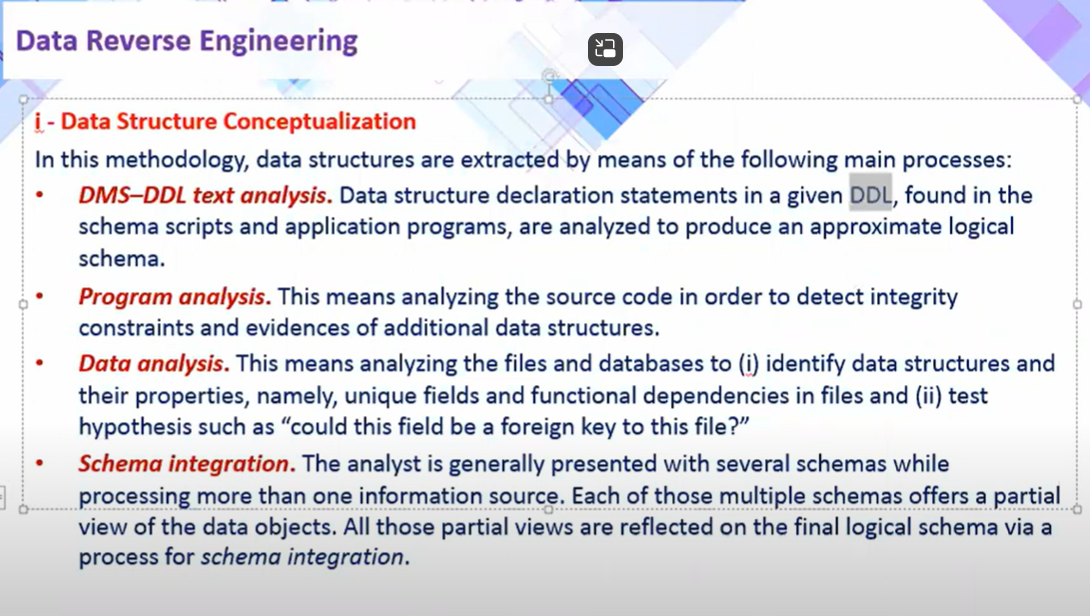 Data Reverse Engineering
i - Data Structure Conceptualization
In this methodology, data structures are extracted by means of the following main processes:
• DMS–DDL text analysis. Data structure declaration statements in a given DDL, found in the
schema scripts and application programs, are analyzed to produce an approximate logical
schema.
• Program analysis. This means analyzing the source code in order to detect integrity
constraints and evidences of additional data structures.
• Data analysis. This means analyzing the files and databases to (i) identify data structures and
their properties, namely, unique fields and functional dependencies in files and (ii) test
hypothesis such as “could this field be a foreign key to this file?”
• Schema integration. The analyst is generally presented with several schemas while
processing more than one information source. Each of those multiple schemas offers a partial
view of the data objects. All those partial views are reflected on the final logical schema via a
process for schema integration.